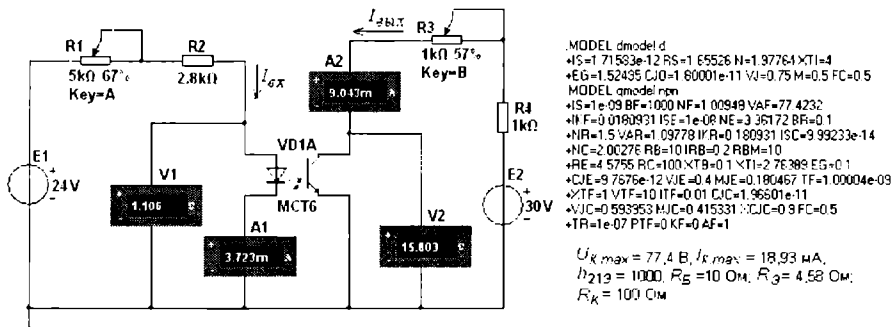 Iвых
R3
1kΩ 57%
Key=B
R1
5kΩ 67%
Key=A
R2
2.8kΩ
Iвх
A2
9.043m
A
R4
1kΩ
E1
24V
V1
1.106
VD1A
MCT6
A1
3.723m
A
V2
15.803
E2
30V
.MODEL dmodel d
+IS=1.71583e-12 RS=1.65526 N=1.97764 XTI=4
+EG=1.52495 CJO=1.80001e-11 VJ=0.75 M=0.5 FC=0.5
.MODEL qmodel npn
+IS=1e-09 BF=1000 NF=1.00949 VAF=77.4232
+IKF=0.0180931 ISE=1e-08 NE=3.36172 BR=0.1
+NR=1.5 VAR=1.09778 IKR=0.180931 ISC=9.99233e-14
+NC=2.00276 RB=10 IRB=0.2 RBM=10
+RE=4.5755 RC=100 XTB=0.1 XTI=2.76389 EG=0.1
+CJE=9.7676e-12 VJE=0.4 MJE=0.180467 TF=1.00004e-09
+XTF=1 VTF=10 ITF=0.01 CJC=1.96601e-11
+VJC=0.593953 MJC=0.415331 XCJC=0.9 FC=0.5
+TR=1e-07 PTF=0 KF=0 AF=1
Uк max = 77,4 В, Iк max = 18,93 мА,
h21э = 1000, RБ =10 Ом; RЭ= 4,58 Ом;
RК = 100 Ом